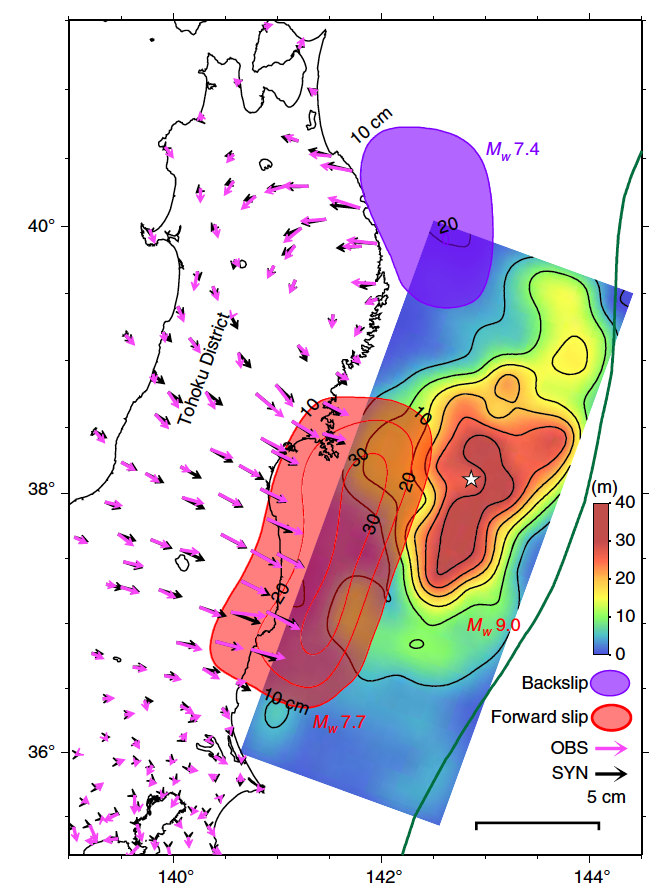 10 cm
Mw 7.4
40°
20
Tohoku District
10
10
30
20
38°
(m)
40
30
30
20
20
10
Mw 9.0
0
Backslip
10 cm
Forward slip
Mw 7.7
OBS
36°
SYN
5 cm
140°
142°
144°